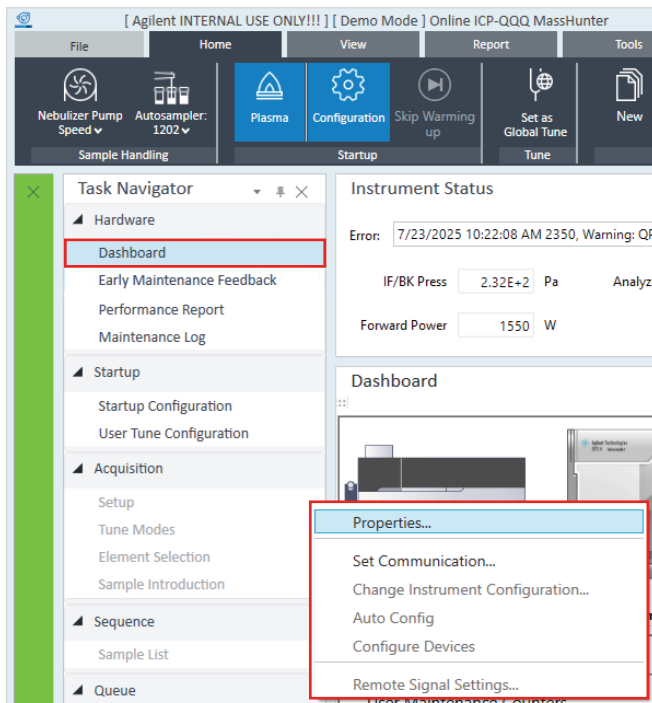 [ Agilent INTERNAL USE ONLY!!! ] [ Demo Mode ] Online ICP-QQQ MassHunter
File Home View Report Tools
Nebulizer Pump Speed
Autosampler: 1202
Plasma
Configuration
Skip Warming up
Set as Global Tune
New
Sample Handling Startup Tune
Task Navigator
Hardware
Dashboard
Early Maintenance Feedback
Performance Report
Maintenance Log
Startup
Startup Configuration
User Tune Configuration
Acquisition
Setup
Tune Modes
Element Selection
Sample Introduction
Sequence
Sample List
Queue
Instrument Status
Error: 7/23/2025 10:22:08 AM 2350, Warning: QP
IF/BK Press 2.32E+2 Pa Analyz
Forward Power 1550 W
Dashboard
Agilent Technologies
Properties...
Set Communication...
Change Instrument Configuration...
Auto Config
Configure Devices
Remote Signal Settings...
User Maintenance Counters